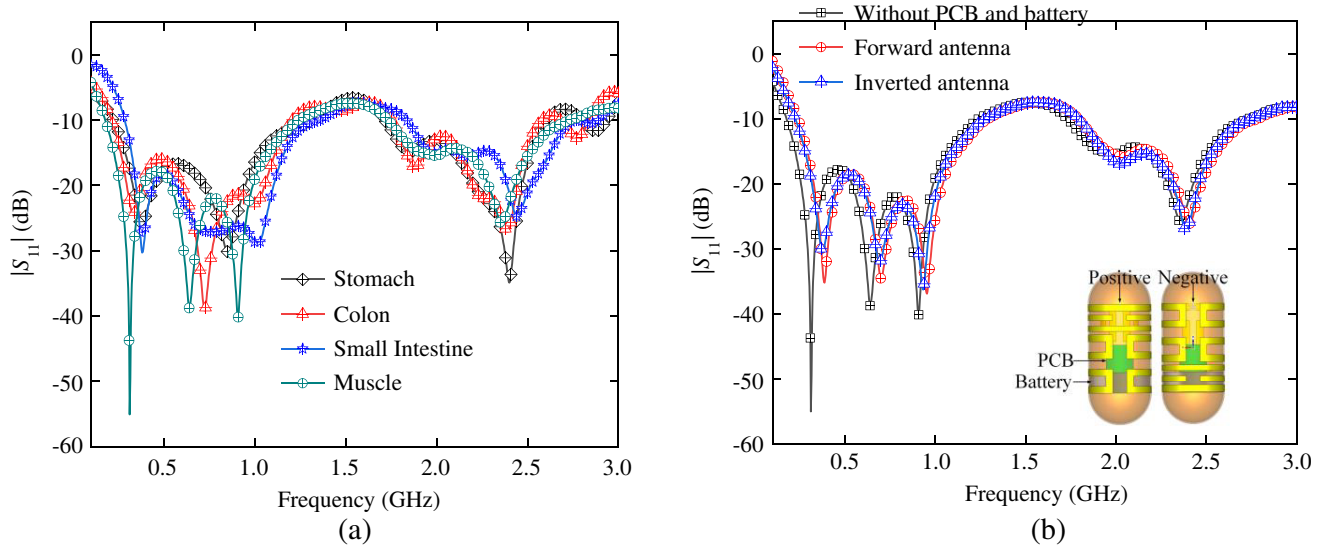 0
-10
-20
-30
-40
-50
-60
|S₁₁| (dB)
0.5 1.0 1.5 2.0 2.5 3.0
Frequency (GHz)
Stomach
Colon
Small Intestine
Muscle
(a)
Without PCB and battery
Forward antenna
Inverted antenna
0
-10
-20
-30
-40
-50
-60
|S₁₁| (dB)
Positive Negative
PCB
Battery
0.5 1.0 1.5 2.0 2.5 3.0
Frequency (GHz)
(b)